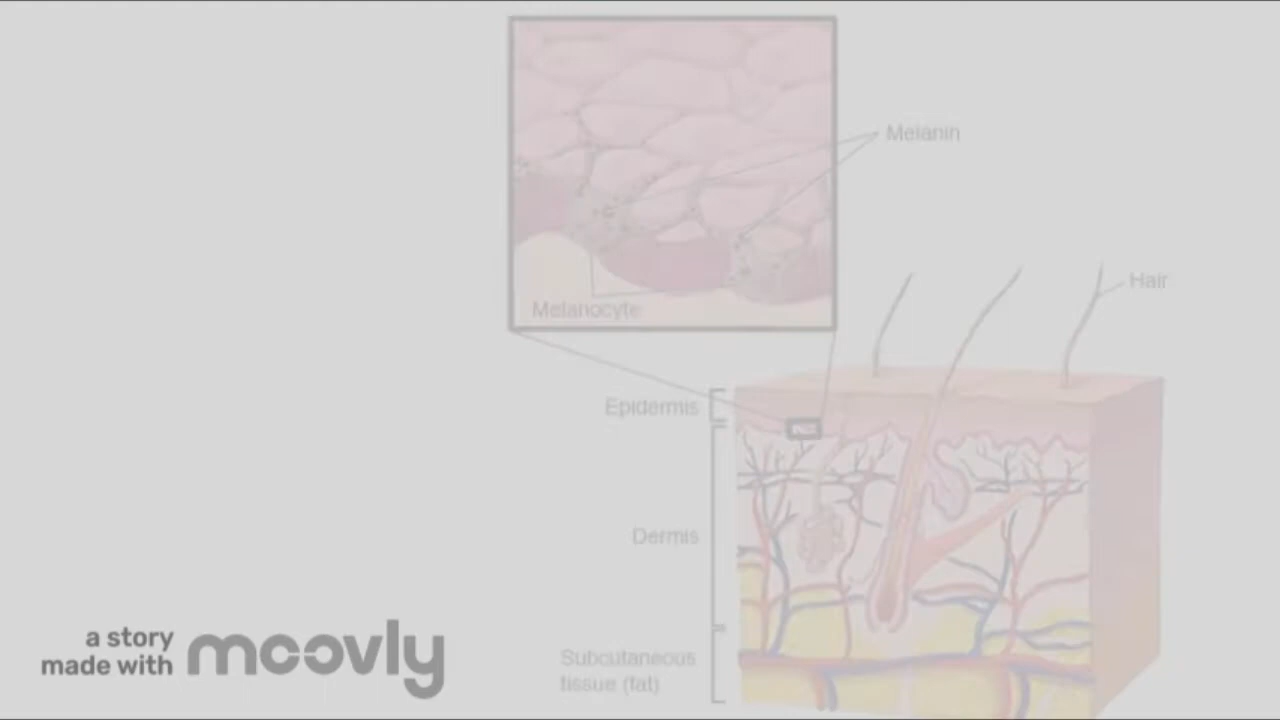 Melanin
Hair
Melanocyte
Epidermis
Dermis
Subcutaneous
tissue (fat)
a story
made with
moovly